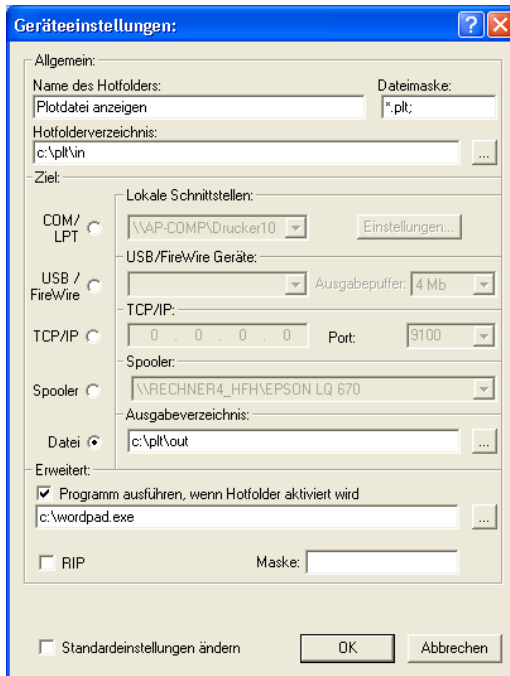 Geräteeinstellungen:
Allgemein:
Name des Hotfolders: Dateimaske:
Plotdatei anzeigen *.plt;
Hotfolderverzeichnis:
c:\plt\in ...
Ziel:
Lokale Schnittstellen:
COM/ LPT \\AP-COMP\Drucker10 Einstellungen...
USB/FireWire Geräte:
USB / FireWire Ausgabepuffer: 4 Mb
TCP/IP:
TCP/IP 0 . 0 . 0 . 0 Port: 9100
Spooler:
Spooler \\RECHNER4_HFH\EPSON LQ 670
Ausgabeverzeichnis:
Datei c:\plt\out ...
Erweitert:
Programm ausführen, wenn Hotfolder aktiviert wird
c:\wordpad.exe ...
RIP Maske:
Standardeinstellungen ändern OK Abbrechen